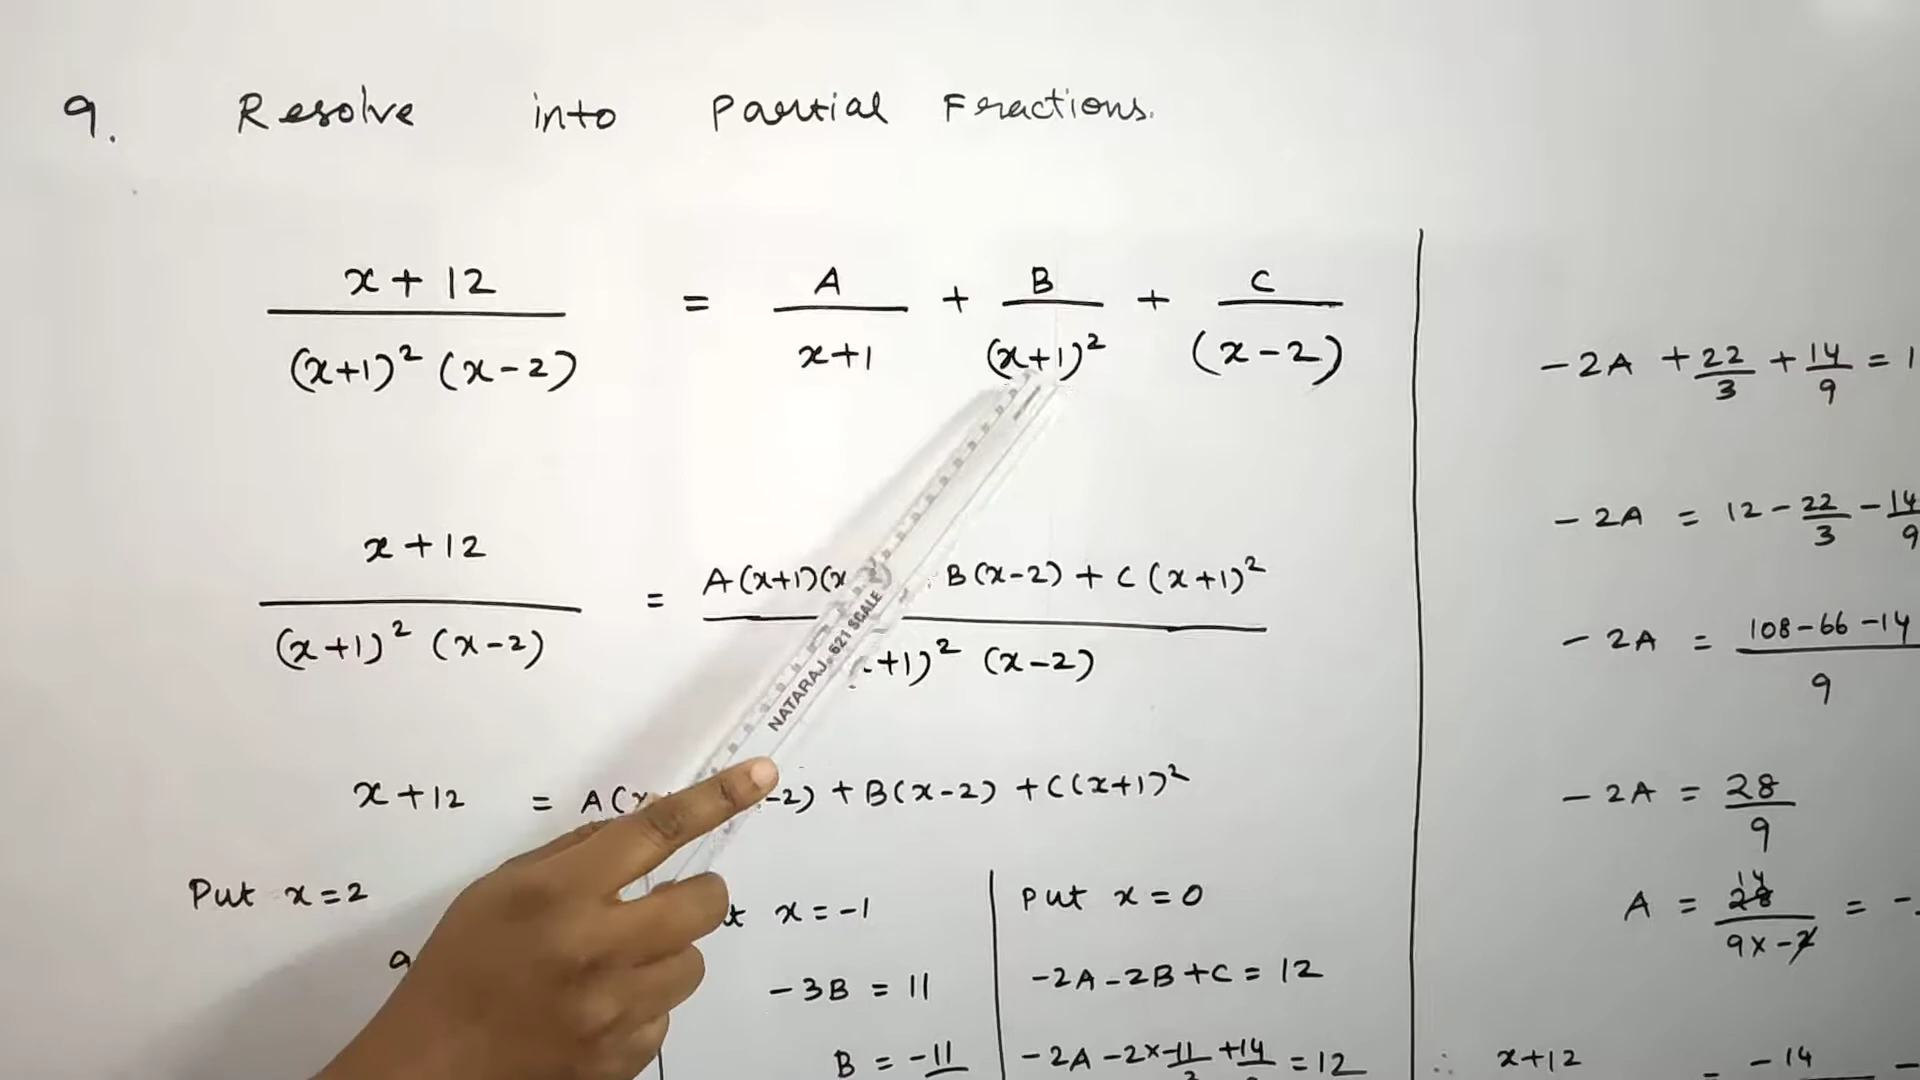 9. Resolve into Partial Fractions.
x + 12 / (x+1)² (x-2) = A / x+1 + B / (x+1)² + C / (x-2)
x+12 / (x+1)² (x-2) = A(x+1)(x B(x-2) + C(x+1)² / +1)² (x-2)
x+12 = A( -2) + B(x-2) + C(x+1)²
Put x=2
9
x = -1
-3B = 11
B = -11
Put x = 0
-2A -2B + C = 12
-2A -2× -11 + 14 = 12
-2A + 22/3 + 14/9 = 1
-2A = 12 - 22/3 - 14/9
-2A = 108-66-14 / 9
-2A = 28/9
A = 28 14 / 9×-2 = -
∴ x+12 = -14 -
NATARAJ. 621 SCALE